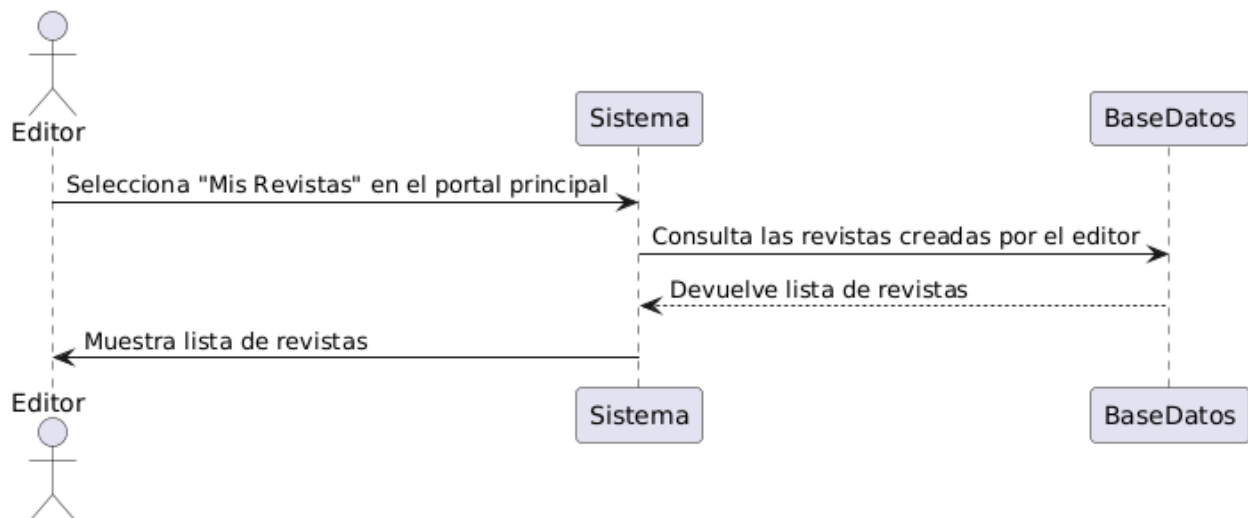 Editor
Sistema
BaseDatos
Selecciona "Mis Revistas" en el portal principal
Consulta las revistas creadas por el editor
Devuelve lista de revistas
Muestra lista de revistas
Editor
Sistema
BaseDatos